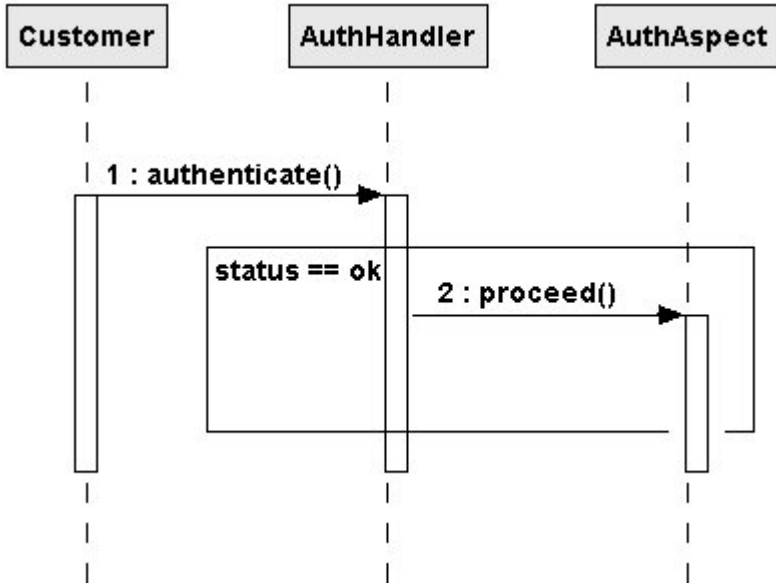 Customer
AuthHandler
AuthAspect
1 : authenticate()
status == ok
2 : proceed()